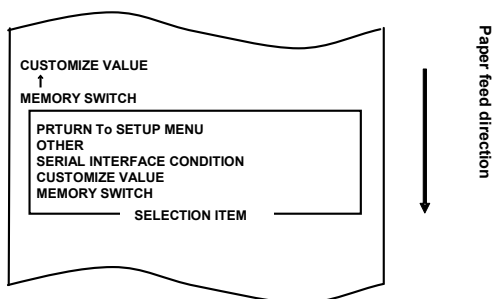 CUSTOMIZE VALUE
↑
MEMORY SWITCH
PRTURN To SETUP MENU
OTHER
SERIAL INTERFACE CONDITION
CUSTOMIZE VALUE
MEMORY SWITCH
SELECTION ITEM
Paper feed direction